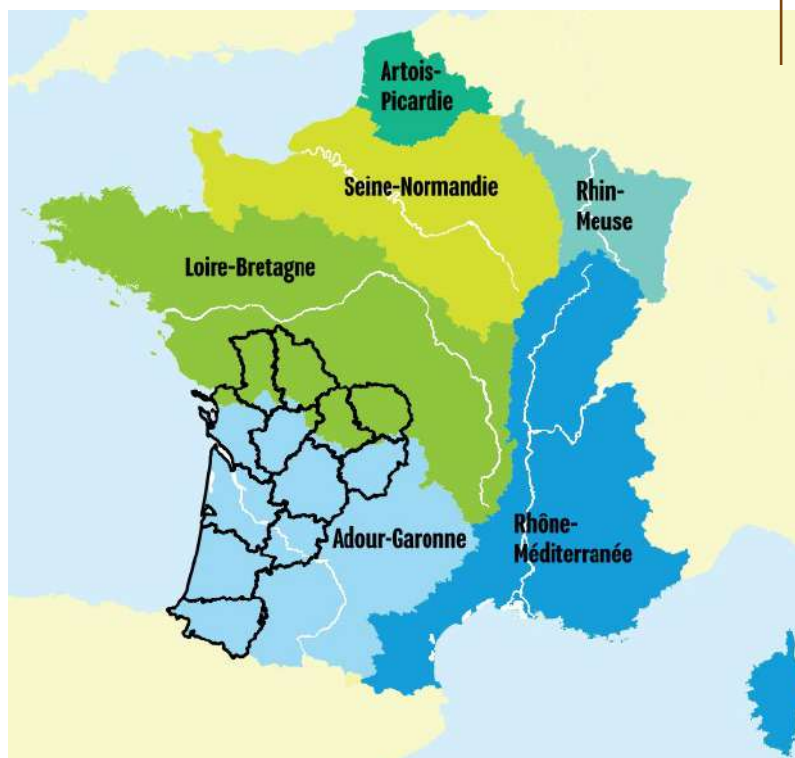 Artois-
Picardie
Seine-Normandie
Rhin-
Meuse
Loire-Bretagne
Adour-Garonne
Rhône-
Méditerranée